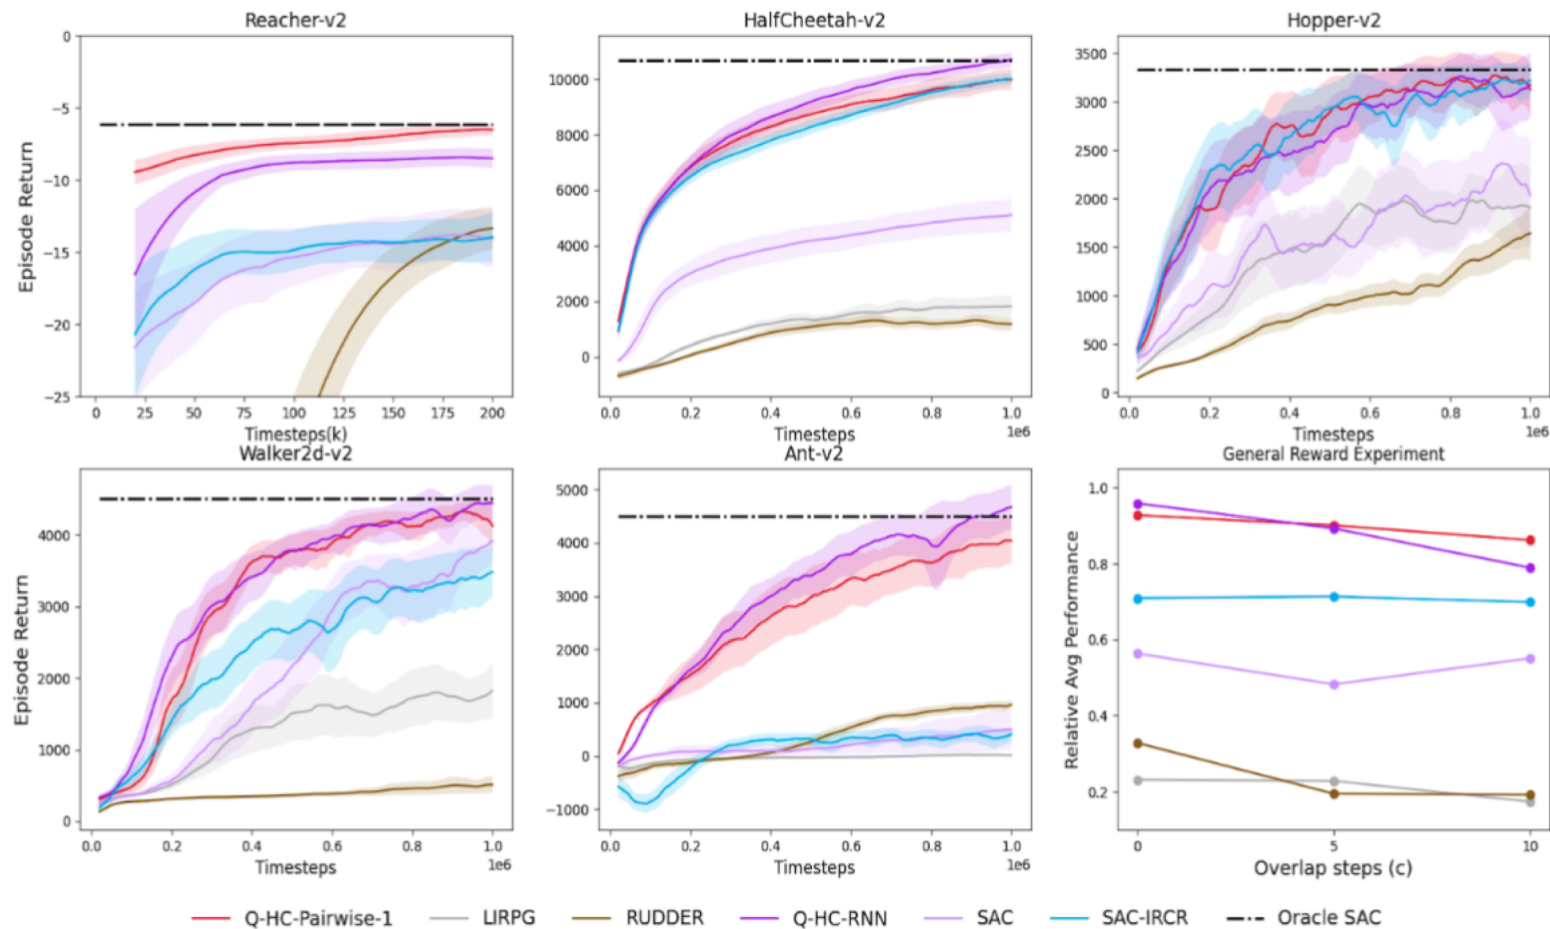 Reacher-v2
HalfCheetah-v2
Hopper-v2
Episode Return
0
−5
−10
−15
−20
−25
0 25 50 75 100 125 150 175 200
Timesteps(k)
10000
8000
6000
4000
2000
0
0.0 0.2 0.4 0.6 0.8 1.0
1e6
Timesteps
3500
3000
2500
2000
1500
1000
500
0
0.0 0.2 0.4 0.6 0.8 1.0
1e6
Timesteps
Walker2d-v2
Ant-v2
General Reward Experiment
Episode Return
4000
3000
2000
1000
0
0.0 0.2 0.4 0.6 0.8 1.0
1e6
Timesteps
5000
4000
3000
2000
1000
0
−1000
0.0 0.2 0.4 0.6 0.8 1.0
1e6
Timesteps
Relative Avg Performance
1.0
0.8
0.6
0.4
0.2
0 5 10
Overlap steps (c)
Q-HC-Pairwise-1 LIRPG RUDDER Q-HC-RNN SAC SAC-IRCR Oracle SAC